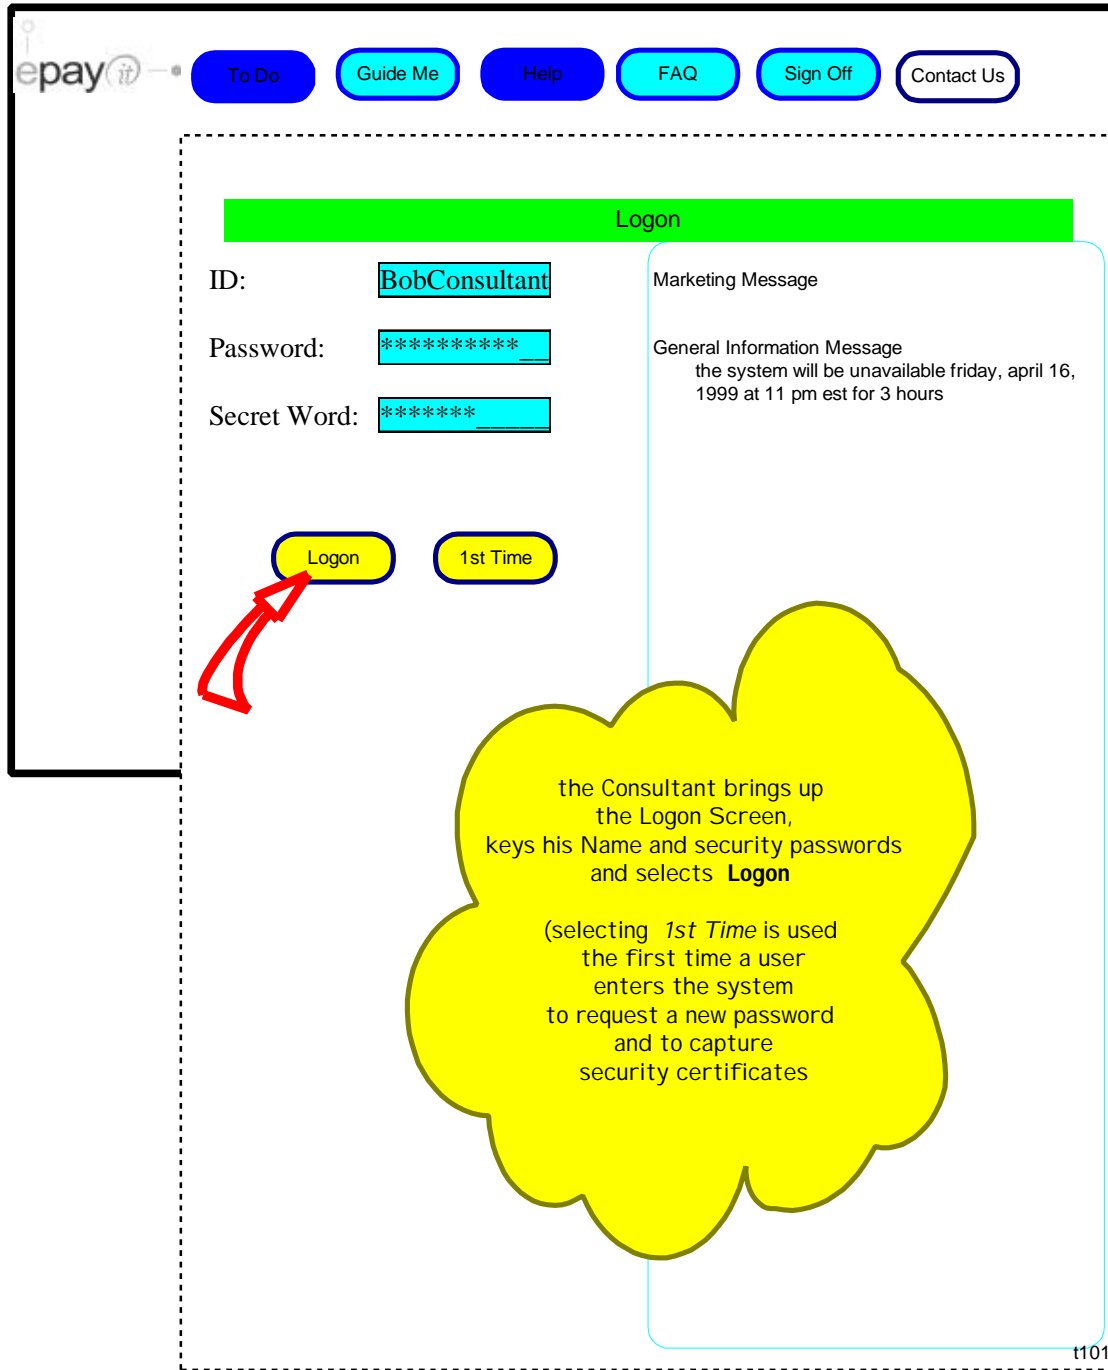 epay it
To Do Guide Me Help FAQ Sign Off Contact Us
Logon
ID: BobConsultant
Password: **********__
Secret Word: *******_____
Logon 1st Time
Marketing Message
General Information Message
the system will be unavailable friday, april 16,
1999 at 11 pm est for 3 hours
the Consultant brings up
the Logon Screen,
keys his Name and security passwords
and selects Logon
(selecting 1st Time is used
the first time a user
enters the system
to request a new password
and to capture
security certificates
t101